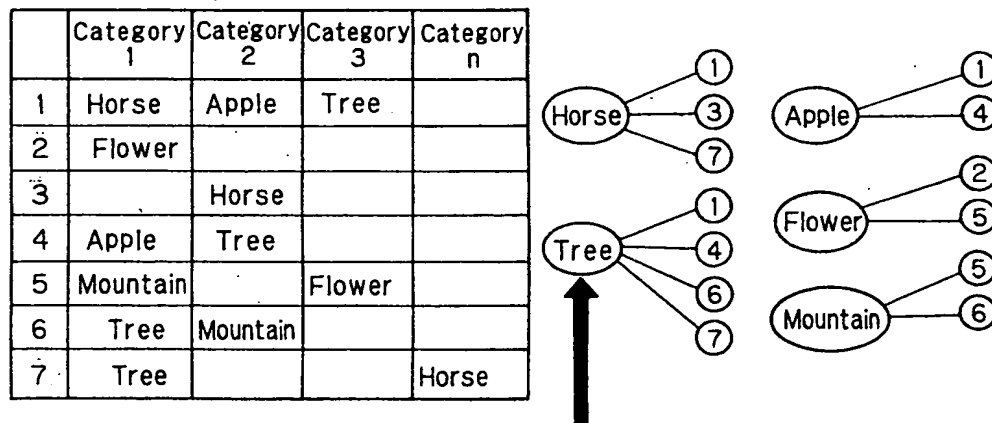 Category 1 Category 2 Category 3 Category n
1 Horse Apple Tree
2 Flower
3 Horse
4 Apple Tree
5 Mountain Flower
6 Tree Mountain
7 Tree Horse
Horse 1 3 7
Tree 1 4 6 7
Apple 1 4
Flower 2 5
Mountain 5 6